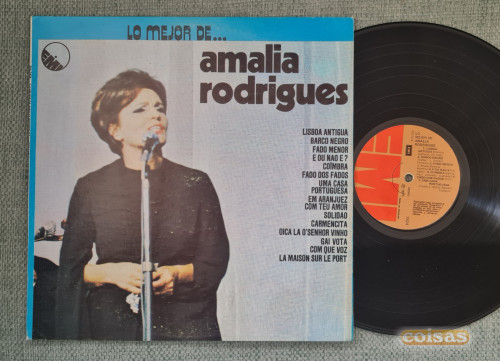 LO MEJOR DE...
EMI
amalia
rodrigues
LISBOA ANTIGUA
BARCO NEGRO
FADO MENOR
E OU NAO E ?
COÍMBRA
FADO DOS FADOS
UMA CASA
PORTUGUESA
EM ARANJUEZ
COM TEU AMOR
SOLIDAO
CARMENCITA
OICA LA O'SENHOR VINHO
GAI VOTA
COM QUE VOZ
LA MAISON SUR LE PORT
EMI
coisas